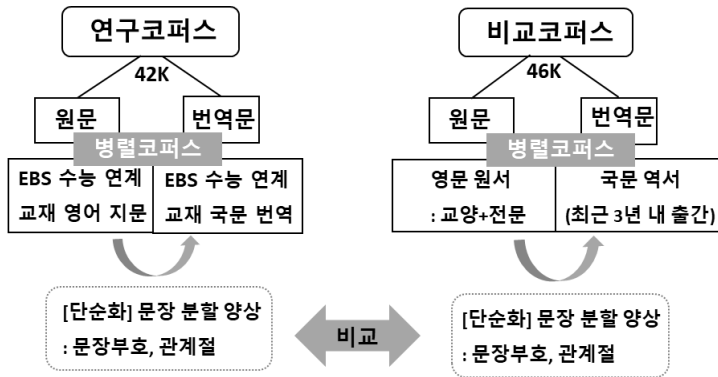 연구코퍼스
42K
원문
번역문
병렬코퍼스
EBS 수능 연계
교재 영어 지문
EBS 수능 연계
교재 국문 번역
[단순화] 문장 분할 양상
: 문장부호, 관계절
비교
비교코퍼스
46K
원문
번역문
병렬코퍼스
영문 원서
: 교양+전문
국문 역서
(최근 3년 내 출간)
[단순화] 문장 분할 양상
: 문장부호, 관계절